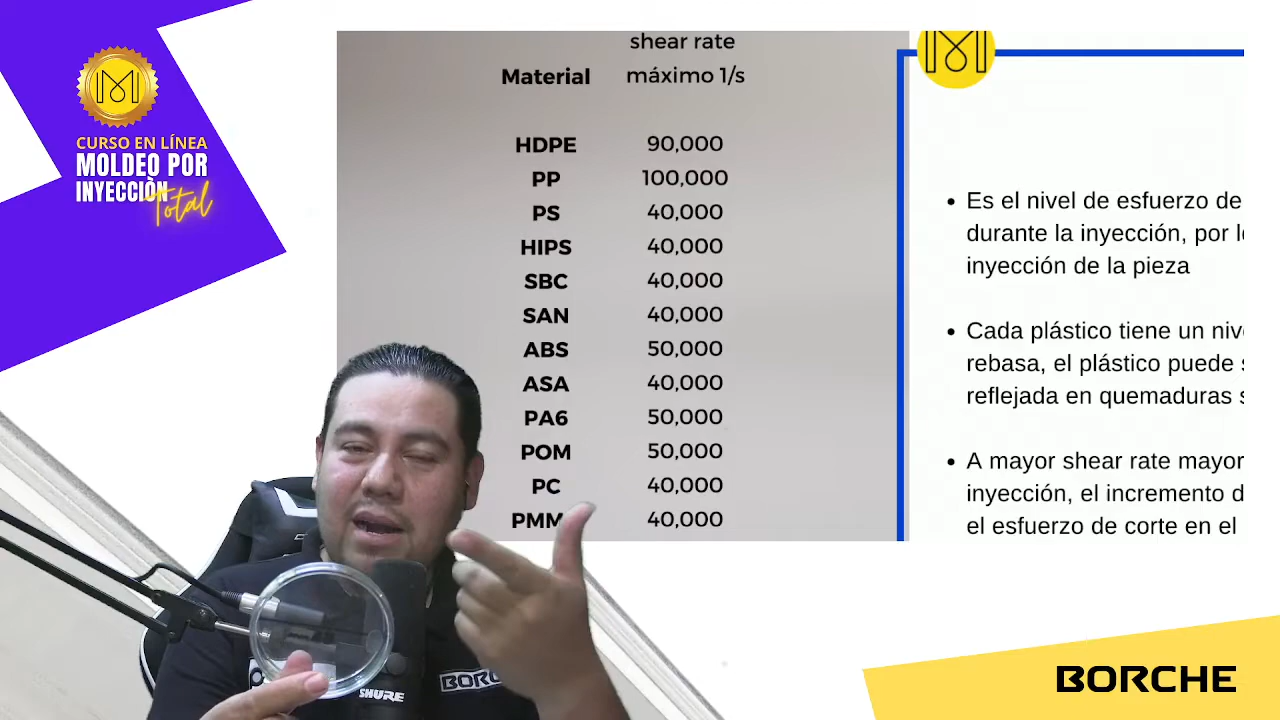 CURSO EN LÍNEA
MOLDEO POR
INYECCIÒN
Total
shear rate
Material máximo 1/s
HDPE 90,000
PP 100,000
PS 40,000
HIPS 40,000
SBC 40,000
SAN 40,000
ABS 50,000
ASA 40,000
PA6 50,000
POM 50,000
PC 40,000
PMM 40,000
• Es el nivel de esfuerzo de
durante la inyección, por
inyección de la pieza
• Cada plástico tiene un
rebasa, el plástico puede
reflejada en quemaduras
• A mayor shear rate mayor
inyección, el incremento
el esfuerzo de corte en el
SHURE
BORCHE